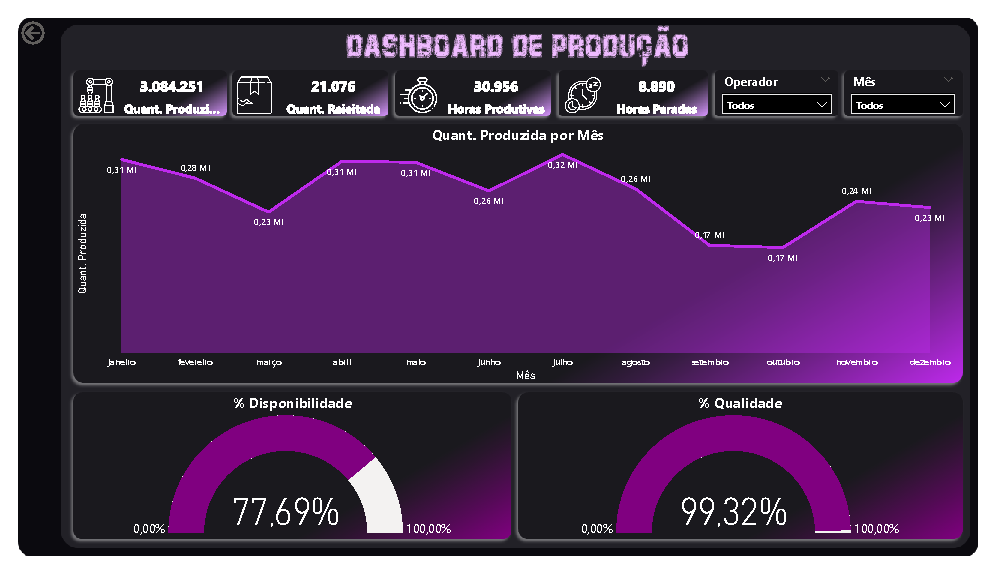 DASHBOARD DE PRODUÇÃO
3.084.251
Quant. Produzi...
21.076
Quant. Rejeitada
30.956
Horas Produtivas
8.890
Horas Paradas
Operador
Todos
Mês
Todos
Quant. Produzida por Mês
Quant. Produzida
0,31 MI
0,28 MI
0,23 MI
0,31 MI
0,31 MI
0,26 MI
0,32 MI
0,26 MI
0,17 MI
0,17 MI
0,24 MI
0,23 MI
janeiro fevereiro março abril maio junho julho agosto setembro outubro novembro dezembro
Mês
% Disponibilidade
77,69%
0,00%
100,00%
% Qualidade
99,32%
0,00%
100,00%